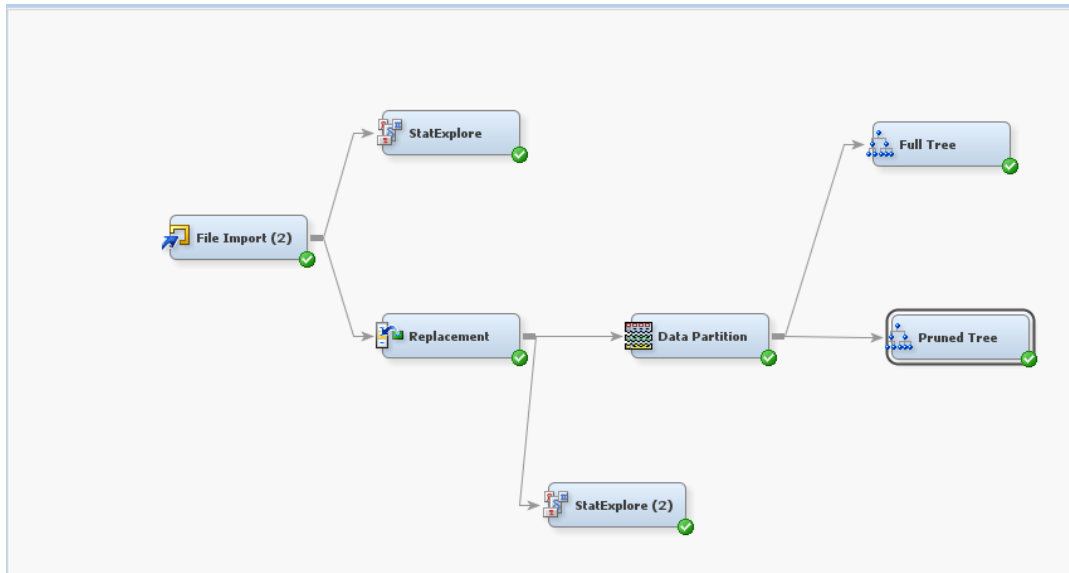 StatExplore
Full Tree
File Import (2)
Replacement
Data Partition
Pruned Tree
StatExplore (2)